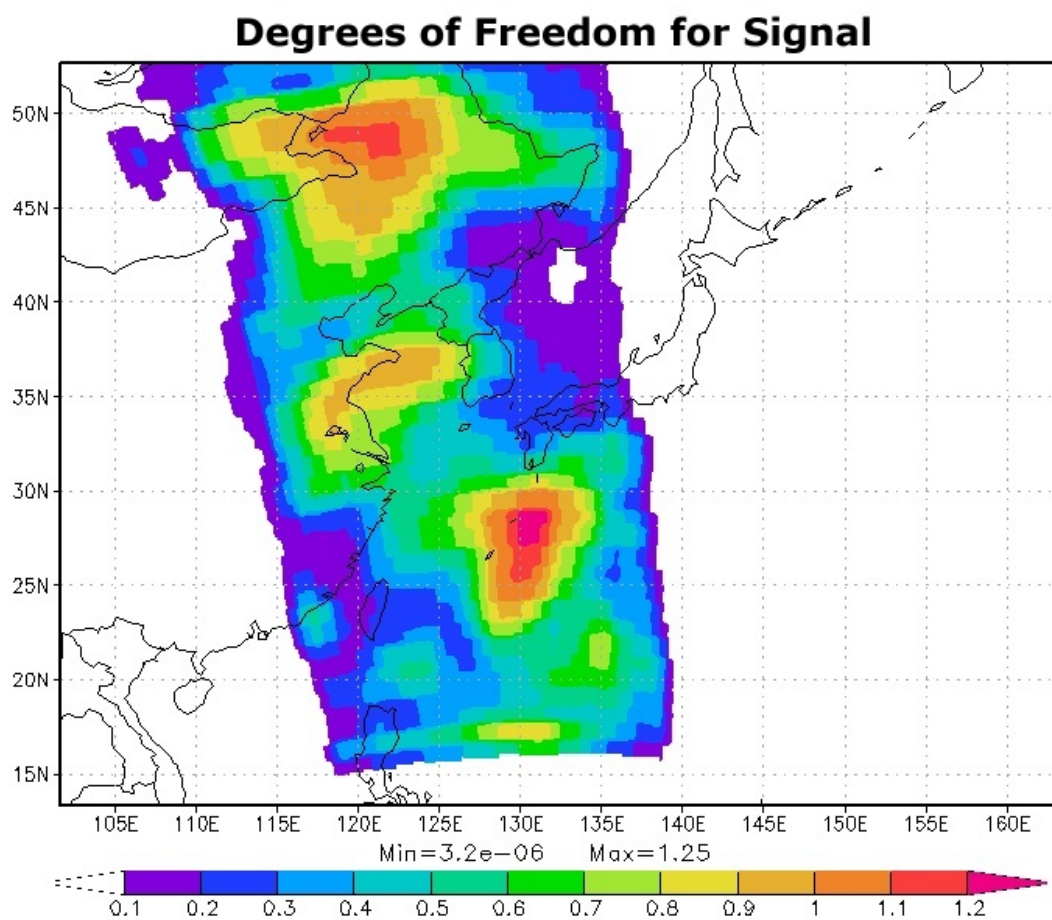 Degrees of Freedom for Signal
50N
45N
40N
35N
30N
25N
20N
15N
105E 110E 115E 120E 125E 130E 135E 140E 145E 150E 155E 160E
Min=3.2e-06 Max=1.25
0.1 0.2 0.3 0.4 0.5 0.6 0.7 0.8 0.9 1 1.1 1.2